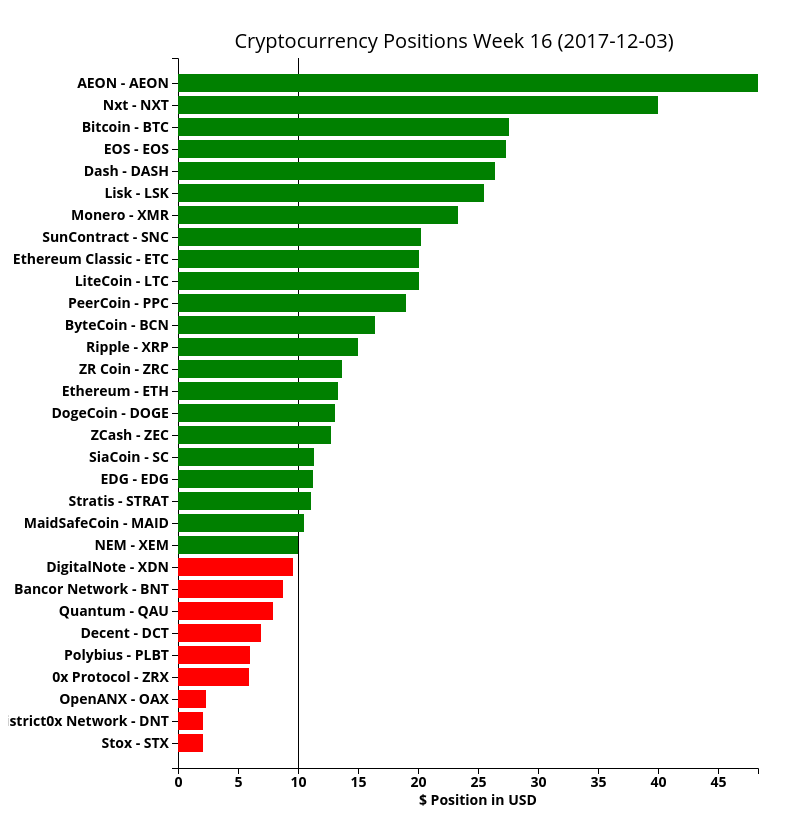 Cryptocurrency Positions Week 16 (2017-12-03)
AEON - AEON
Nxt - NXT
Bitcoin - BTC
EOS - EOS
Dash - DASH
Lisk - LSK
Monero - XMR
SunContract - SNC
Ethereum Classic - ETC
LiteCoin - LTC
PeerCoin - PPC
ByteCoin - BCN
Ripple - XRP
ZR Coin - ZRC
Ethereum - ETH
DogeCoin - DOGE
ZCash - ZEC
SiaCoin - SC
EDG - EDG
Stratis - STRAT
MaidSafeCoin - MAID
NEM - XEM
DigitalNote - XDN
Bancor Network - BNT
Quantum - QAU
Decent - DCT
Polybius - PLBT
0x Protocol - ZRX
OpenANX - OAX
strict0x Network - DNT
Stox - STX
0 5 10 15 20 25 30 35 40 45
$ Position in USD